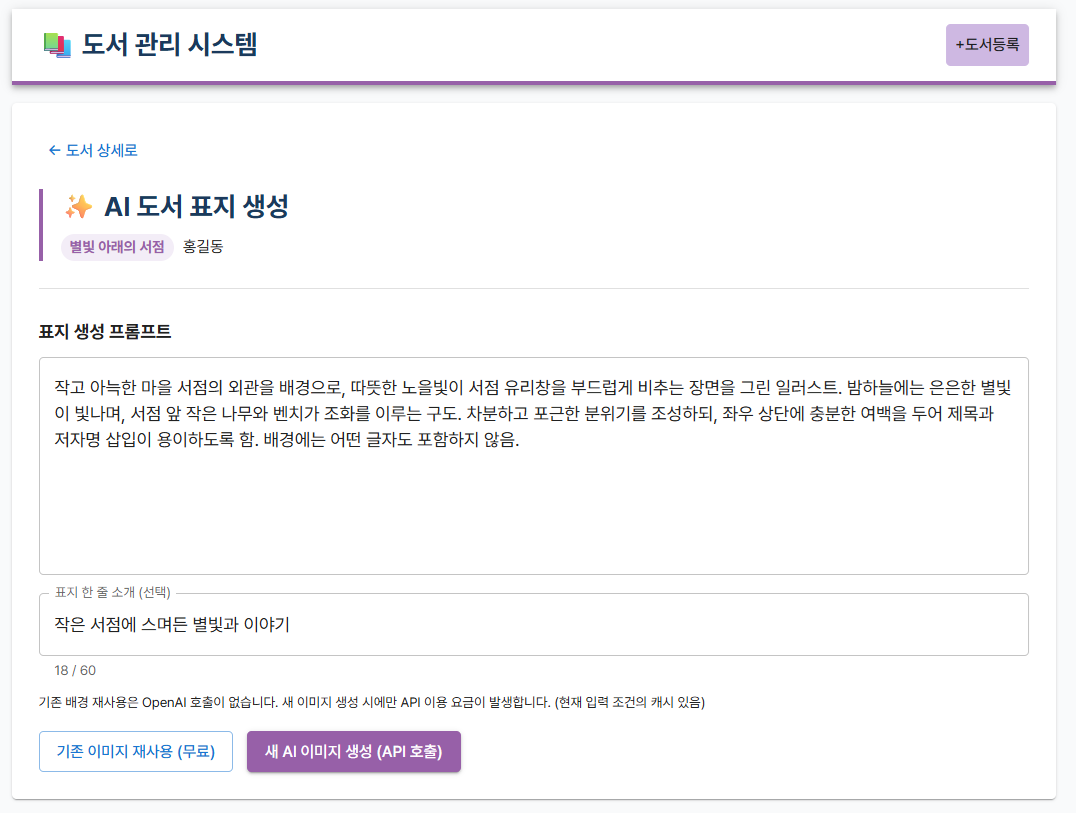 도서 관리 시스템
+도서등록
← 도서 상세로
AI 도서 표지 생성
별빛 아래의 서점 홍길동
표지 생성 프롬프트
작고 아늑한 마을 서점의 외관을 배경으로, 따뜻한 노을빛이 서점 유리창을 부드럽게 비추는 장면을 그린 일러스트. 밤하늘에는 은은한 별빛
이 빛나며, 서점 앞 작은 나무와 벤치가 조화를 이루는 구도. 차분하고 포근한 분위기를 조성하되, 좌우 상단에 충분한 여백을 두어 제목과
저자명 삽입이 용이하도록 함. 배경에는 어떤 글자도 포함하지 않음.
표지 한 줄 소개 (선택)
작은 서점에 스며든 별빛과 이야기
18 / 60
기존 배경 재사용은 OpenAI 호출이 없습니다. 새 이미지 생성 시에만 API 이용 요금이 발생합니다. (현재 입력 조건의 캐시 있음)
기존 이미지 재사용 (무료)
새 AI 이미지 생성 (API 호출)